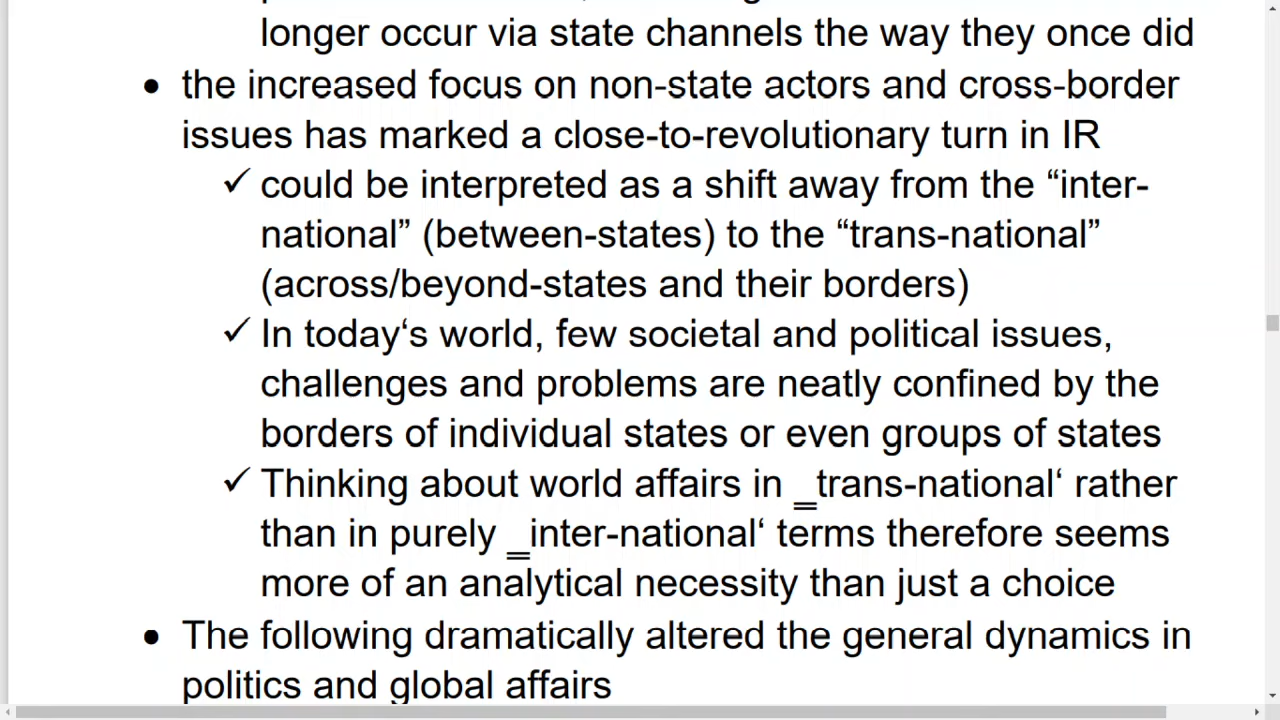 longer occur via state channels the way they once did
• the increased focus on non-state actors and cross-border
issues has marked a close-to-revolutionary turn in IR
✓ could be interpreted as a shift away from the “inter-
national” (between-states) to the “trans-national”
(across/beyond-states and their borders)
✓ In today‘s world, few societal and political issues,
challenges and problems are neatly confined by the
borders of individual states or even groups of states
✓ Thinking about world affairs in ‗trans-national‘ rather
than in purely ‗inter-national‘ terms therefore seems
more of an analytical necessity than just a choice
• The following dramatically altered the general dynamics in
politics and global affairs